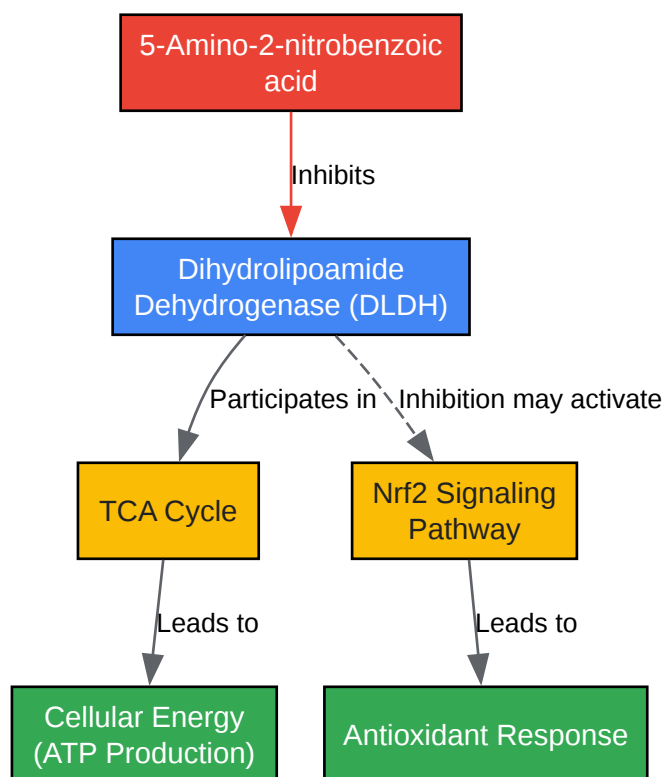 5-Amino-2-nitrobenzoic
acid
Inhibits
Dihydrolipoamide
Dehydrogenase (DLDH)
Participates in
Inhibition may activate
TCA Cycle
Nrf2 Signaling
Pathway
Leads to
Leads to
Cellular Energy
(ATP Production)
Antioxidant Response